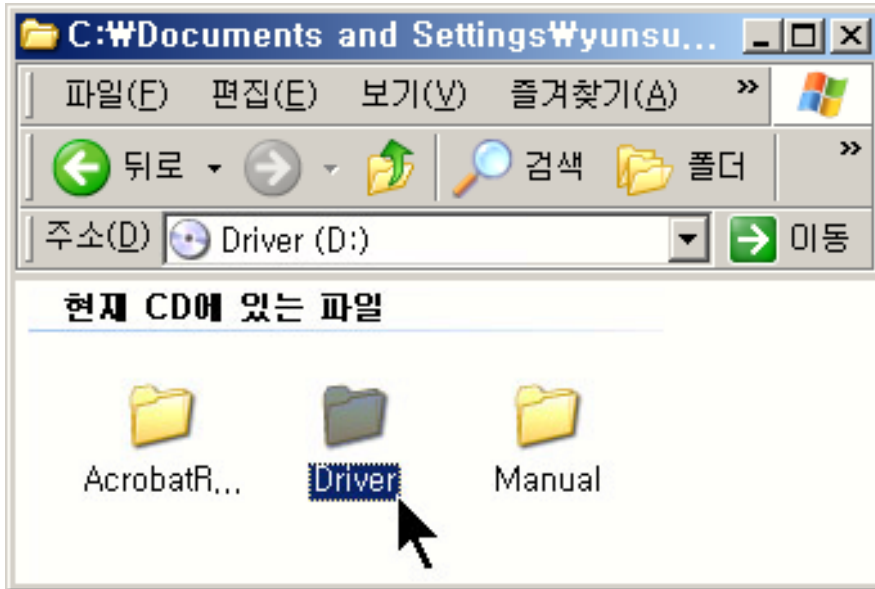 C:₩Documents and Settings₩yunsu...
파일(F) 편집(E) 보기(V) 즐겨찾기(A) »
뒤로 검색 폴더 »
주소(D) Driver (D:) 이동
현재 CD에 있는 파일
AcrobatR... Driver Manual